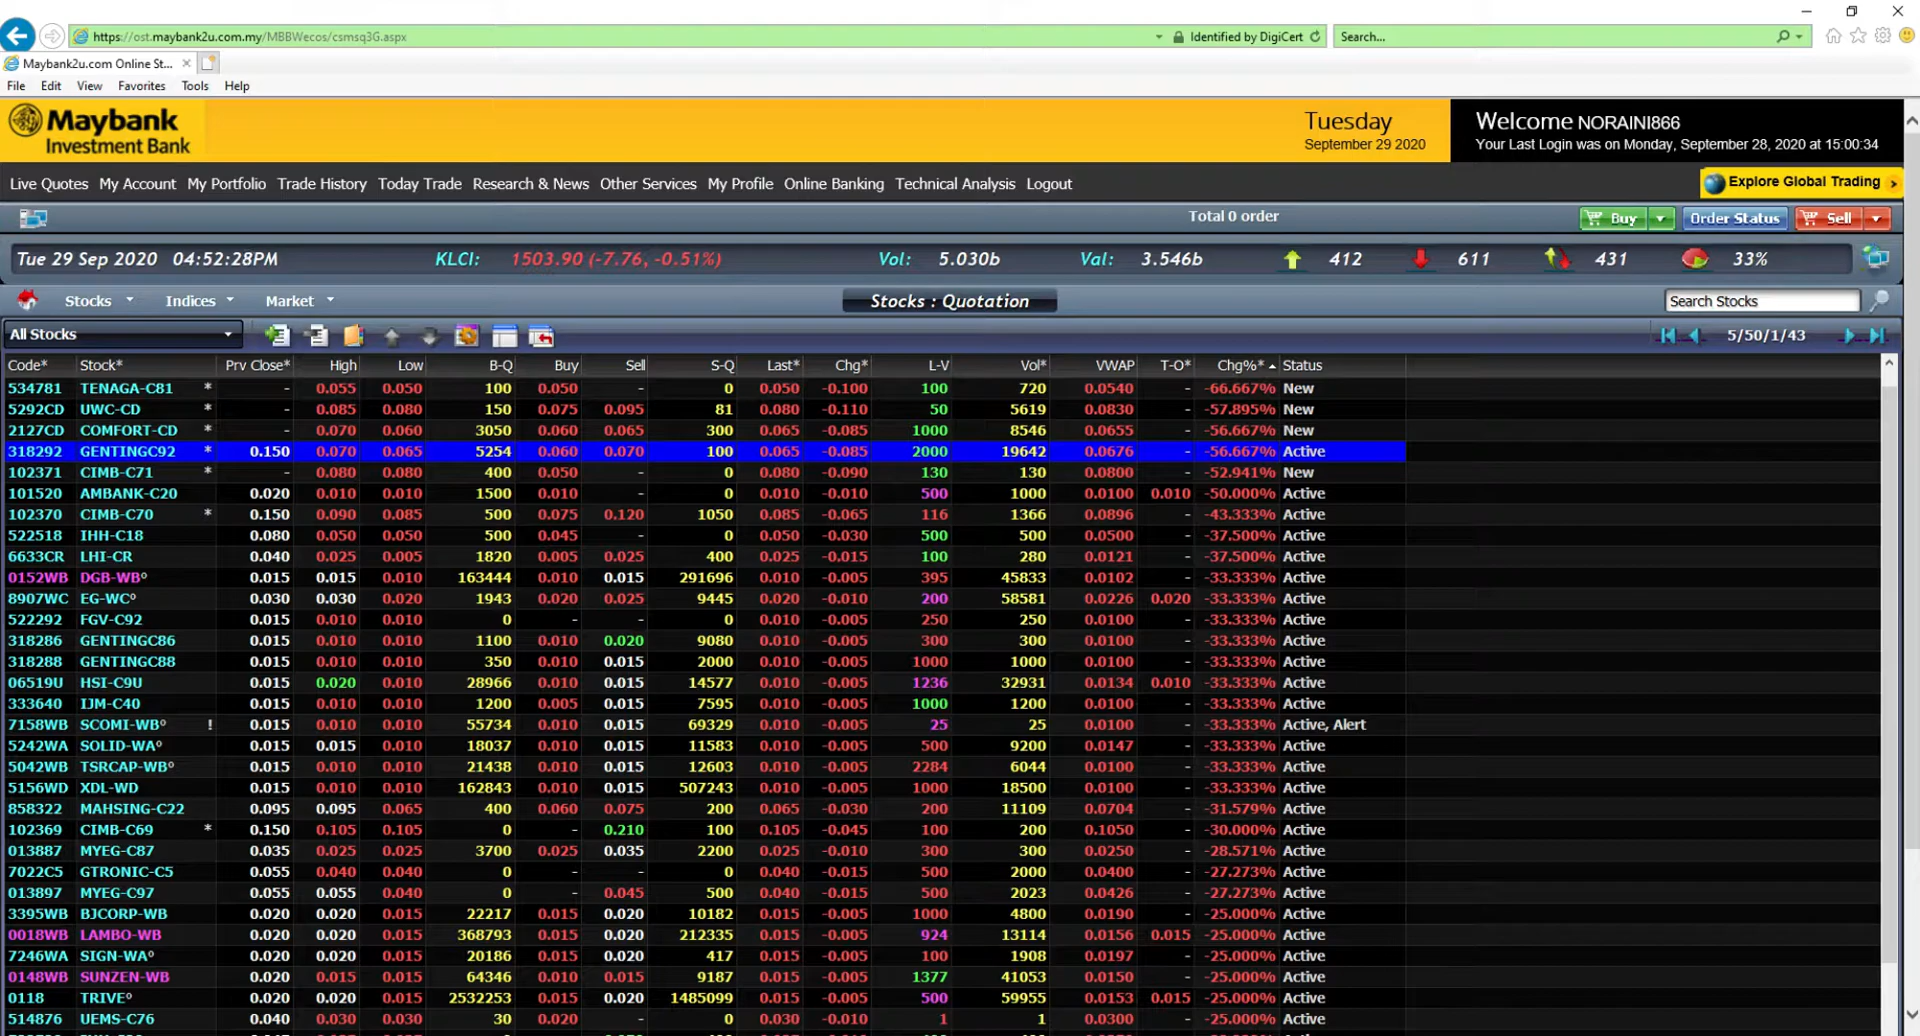 https://ost.maybank2u.com.my/MBBWecos/csmsq3G.aspx Identified by DigiCert Search...
Maybank2u.com Online St...
File Edit View Favorites Tools Help
Maybank
Investment Bank
Tuesday
September 29 2020
Welcome NORAINI866
Your Last Login was on Monday, September 28, 2020 at 15:00:34
Live Quotes My Account My Portfolio Trade History Today Trade Research & News Other Services My Profile Online Banking Technical Analysis Logout
Explore Global Trading >
Total 0 order Buy Order Status Sell
Tue 29 Sep 2020 04:52:28PM KLCI: 1503.90 (-7.76, -0.51%) Vol: 5.030b Val: 3.546b 412 611 431 33%
Stocks Indices Market Stocks : Quotation Search Stocks
All Stocks 5/50/1/43
Code* Stock* Prv Close* High Low B-Q Buy Sell S-Q Last* Chg* L-V Vol* VWAP T-O* Chg%* Status
534781 TENAGA-C81 * - 0.055 0.050 100 0.050 - 0 0.050 -0.100 100 720 0.0540 - -66.667% New
5292CD UWC-CD * - 0.085 0.080 150 0.075 0.095 81 0.080 -0.110 50 5619 0.0830 - -57.895% New
2127CD COMFORT-CD * - 0.070 0.060 3050 0.060 0.065 300 0.065 -0.085 1000 8546 0.0655 - -56.667% New
318292 GENTINGC92 * 0.150 0.070 0.065 5254 0.060 0.070 100 0.065 -0.085 2000 19642 0.0676 - -56.667% Active
102371 CIMB-C71 * - 0.080 0.080 400 0.050 - 0 0.080 -0.090 130 130 0.0800 - -52.941% New
101520 AMBANK-C20 0.020 0.010 0.010 1500 0.010 - 0 0.010 -0.010 500 1000 0.0100 0.010 -50.000% Active
102370 CIMB-C70 * 0.150 0.090 0.085 500 0.075 0.120 1050 0.085 -0.065 116 1366 0.0896 - -43.333% Active
522518 IHH-C18 0.080 0.050 0.050 500 0.045 - 0 0.050 -0.030 500 500 0.0500 - -37.500% Active
6633CR LHI-CR 0.040 0.025 0.005 1820 0.005 0.025 400 0.025 -0.015 100 280 0.0121 - -37.500% Active
0152WB DGB-WBº 0.015 0.015 0.010 163444 0.010 0.015 291696 0.010 -0.005 395 45833 0.0102 - -33.333% Active
8907WC EG-WCº 0.030 0.030 0.020 1943 0.020 0.025 9445 0.020 -0.010 200 58581 0.0226 0.020 -33.333% Active
522292 FGV-C92 0.015 0.010 0.010 0 - - 0 0.010 -0.005 250 250 0.0100 - -33.333% Active
318286 GENTINGC86 0.015 0.010 0.010 1100 0.010 0.020 9080 0.010 -0.005 300 300 0.0100 - -33.333% Active
318288 GENTINGC88 0.015 0.010 0.010 350 0.010 0.015 2000 0.010 -0.005 1000 1000 0.0100 - -33.333% Active
06519U HSI-C9U 0.015 0.020 0.010 28966 0.010 0.015 14577 0.010 -0.005 1236 32931 0.0134 0.010 -33.333% Active
333640 IJM-C40 0.015 0.010 0.010 1200 0.005 0.015 7595 0.010 -0.005 1000 1200 0.0100 - -33.333% Active
7158WB SCOMI-WBº ! 0.015 0.010 0.010 55734 0.010 0.015 69329 0.010 -0.005 25 25 0.0100 - -33.333% Active, Alert
5242WA SOLID-WAº 0.015 0.015 0.010 18037 0.010 0.015 11583 0.010 -0.005 500 9200 0.0147 - -33.333% Active
5042WB TSRCAP-WBº 0.015 0.010 0.010 21438 0.010 0.015 12603 0.010 -0.005 2284 6044 0.0100 - -33.333% Active
5156WD XDL-WD 0.015 0.010 0.010 162843 0.010 0.015 507243 0.010 -0.005 1000 18500 0.0100 - -33.333% Active
858322 MAHSING-C22 0.095 0.095 0.065 400 0.060 0.075 200 0.065 -0.030 200 11109 0.0704 - -31.579% Active
102369 CIMB-C69 * 0.150 0.105 0.105 0 - 0.210 100 0.105 -0.045 100 200 0.1050 - -30.000% Active
013887 MYEG-C87 0.035 0.025 0.025 3700 0.025 0.035 2200 0.025 -0.010 300 300 0.0250 - -28.571% Active
7022C5 GTRONIC-C5 0.055 0.040 0.040 0 - - 0 0.040 -0.015 500 2000 0.0400 - -27.273% Active
013897 MYEG-C97 0.055 0.055 0.040 0 - 0.045 500 0.040 -0.015 500 2023 0.0426 - -27.273% Active
3395WB BJCORP-WB 0.020 0.020 0.015 22217 0.015 0.020 10182 0.015 -0.005 1000 4800 0.0190 - -25.000% Active
0018WB LAMBO-WB 0.020 0.020 0.015 368793 0.015 0.020 212335 0.015 -0.005 924 13114 0.0156 0.015 -25.000% Active
7246WA SIGN-WAº 0.020 0.020 0.015 20186 0.015 0.020 417 0.015 -0.005 100 1908 0.0197 - -25.000% Active
0148WB SUNZEN-WB 0.020 0.015 0.015 64346 0.010 0.015 9187 0.015 -0.005 1377 41053 0.0150 - -25.000% Active
0118 TRIVEº 0.020 0.020 0.015 2532253 0.015 0.020 1485099 0.015 -0.005 500 59955 0.0153 0.015 -25.000% Active
514876 UEMS-C76 0.040 0.030 0.030 30 0.020 - 0 0.030 -0.010 1 1 0.0300 - -25.000% Active